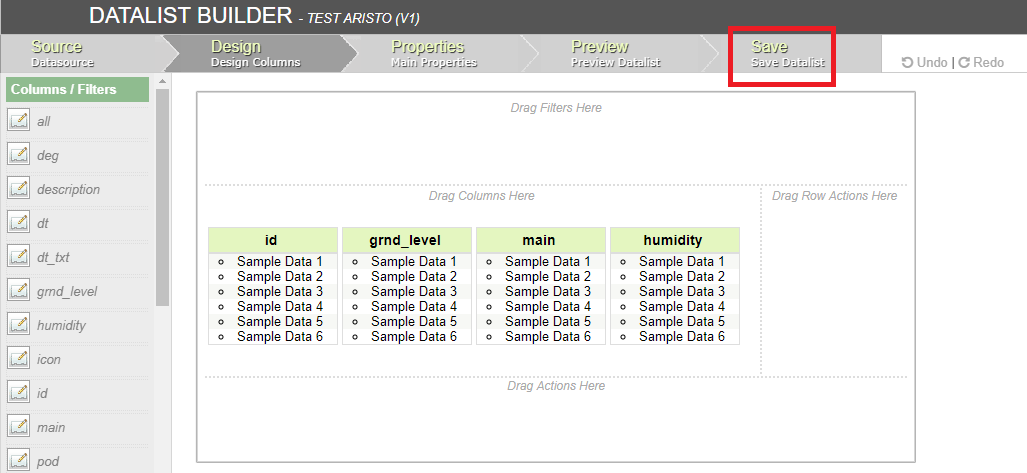 DATALIST BUILDER - TEST ARISTO (V1)
Source
Datasource
Design
Design Columns
Properties
Main Properties
Preview
Preview Datalist
Save
Save Datalist
Undo | Redo
Columns / Filters
all
deg
description
dt
dt_txt
grnd_level
humidity
icon
id
main
pod
Drag Filters Here
Drag Columns Here
Drag Row Actions Here
id grnd_level main humidity
Sample Data 1 Sample Data 1 Sample Data 1 Sample Data 1
Sample Data 2 Sample Data 2 Sample Data 2 Sample Data 2
Sample Data 3 Sample Data 3 Sample Data 3 Sample Data 3
Sample Data 4 Sample Data 4 Sample Data 4 Sample Data 4
Sample Data 5 Sample Data 5 Sample Data 5 Sample Data 5
Sample Data 6 Sample Data 6 Sample Data 6 Sample Data 6
Drag Actions Here